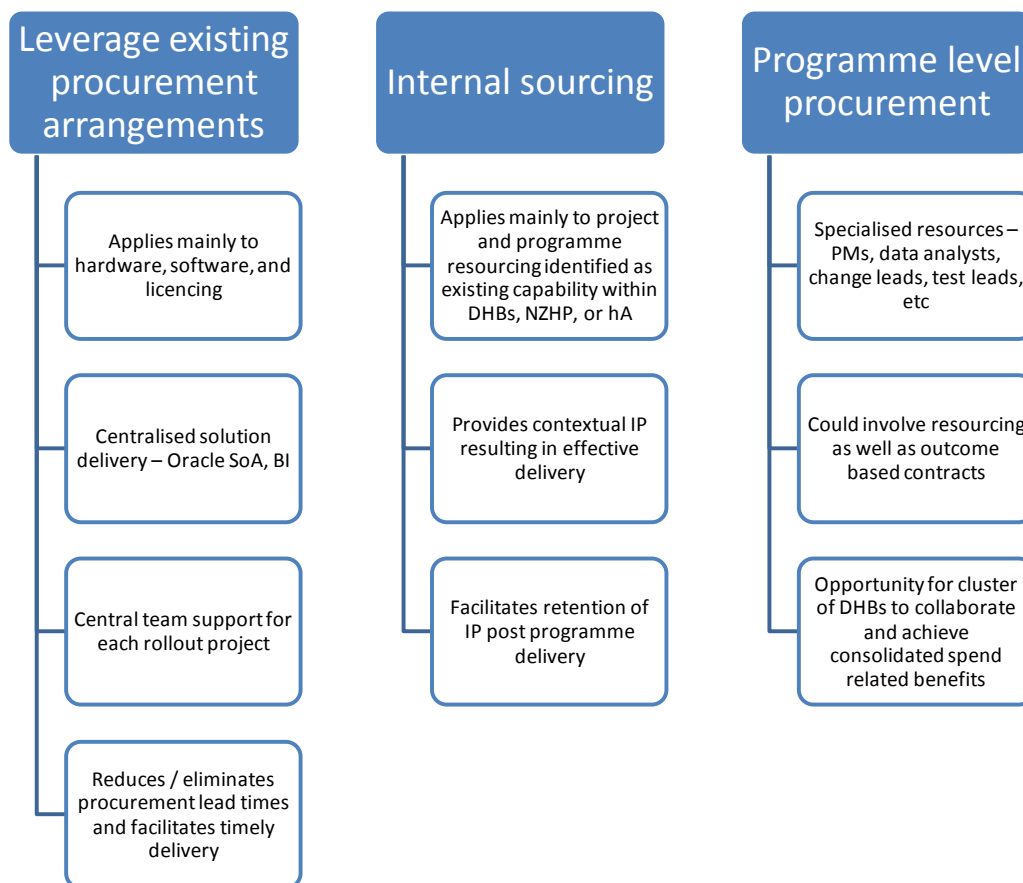 Leverage existing
procurement
arrangements
Applies mainly to
hardware, software, and
licencing
Centralised solution
delivery – Oracle SoA, BI
Central team support for
each rollout project
Reduces / eliminates
procurement lead times
and facilitates timely
delivery
Internal sourcing
Applies mainly to project
and programme
resourcing identified as
existing capability within
DHBs, NZHP, or hA
Provides contextual IP
resulting in effective
delivery
Facilitates retention of
IP post programme
delivery
Programme level
procurement
Specialised resources –
PMs, data analysts,
change leads, test leads,
etc
Could involve resourcing
as well as outcome
based contracts
Opportunity for cluster
of DHBs to collaborate
and achieve
consolidated spend
related benefits